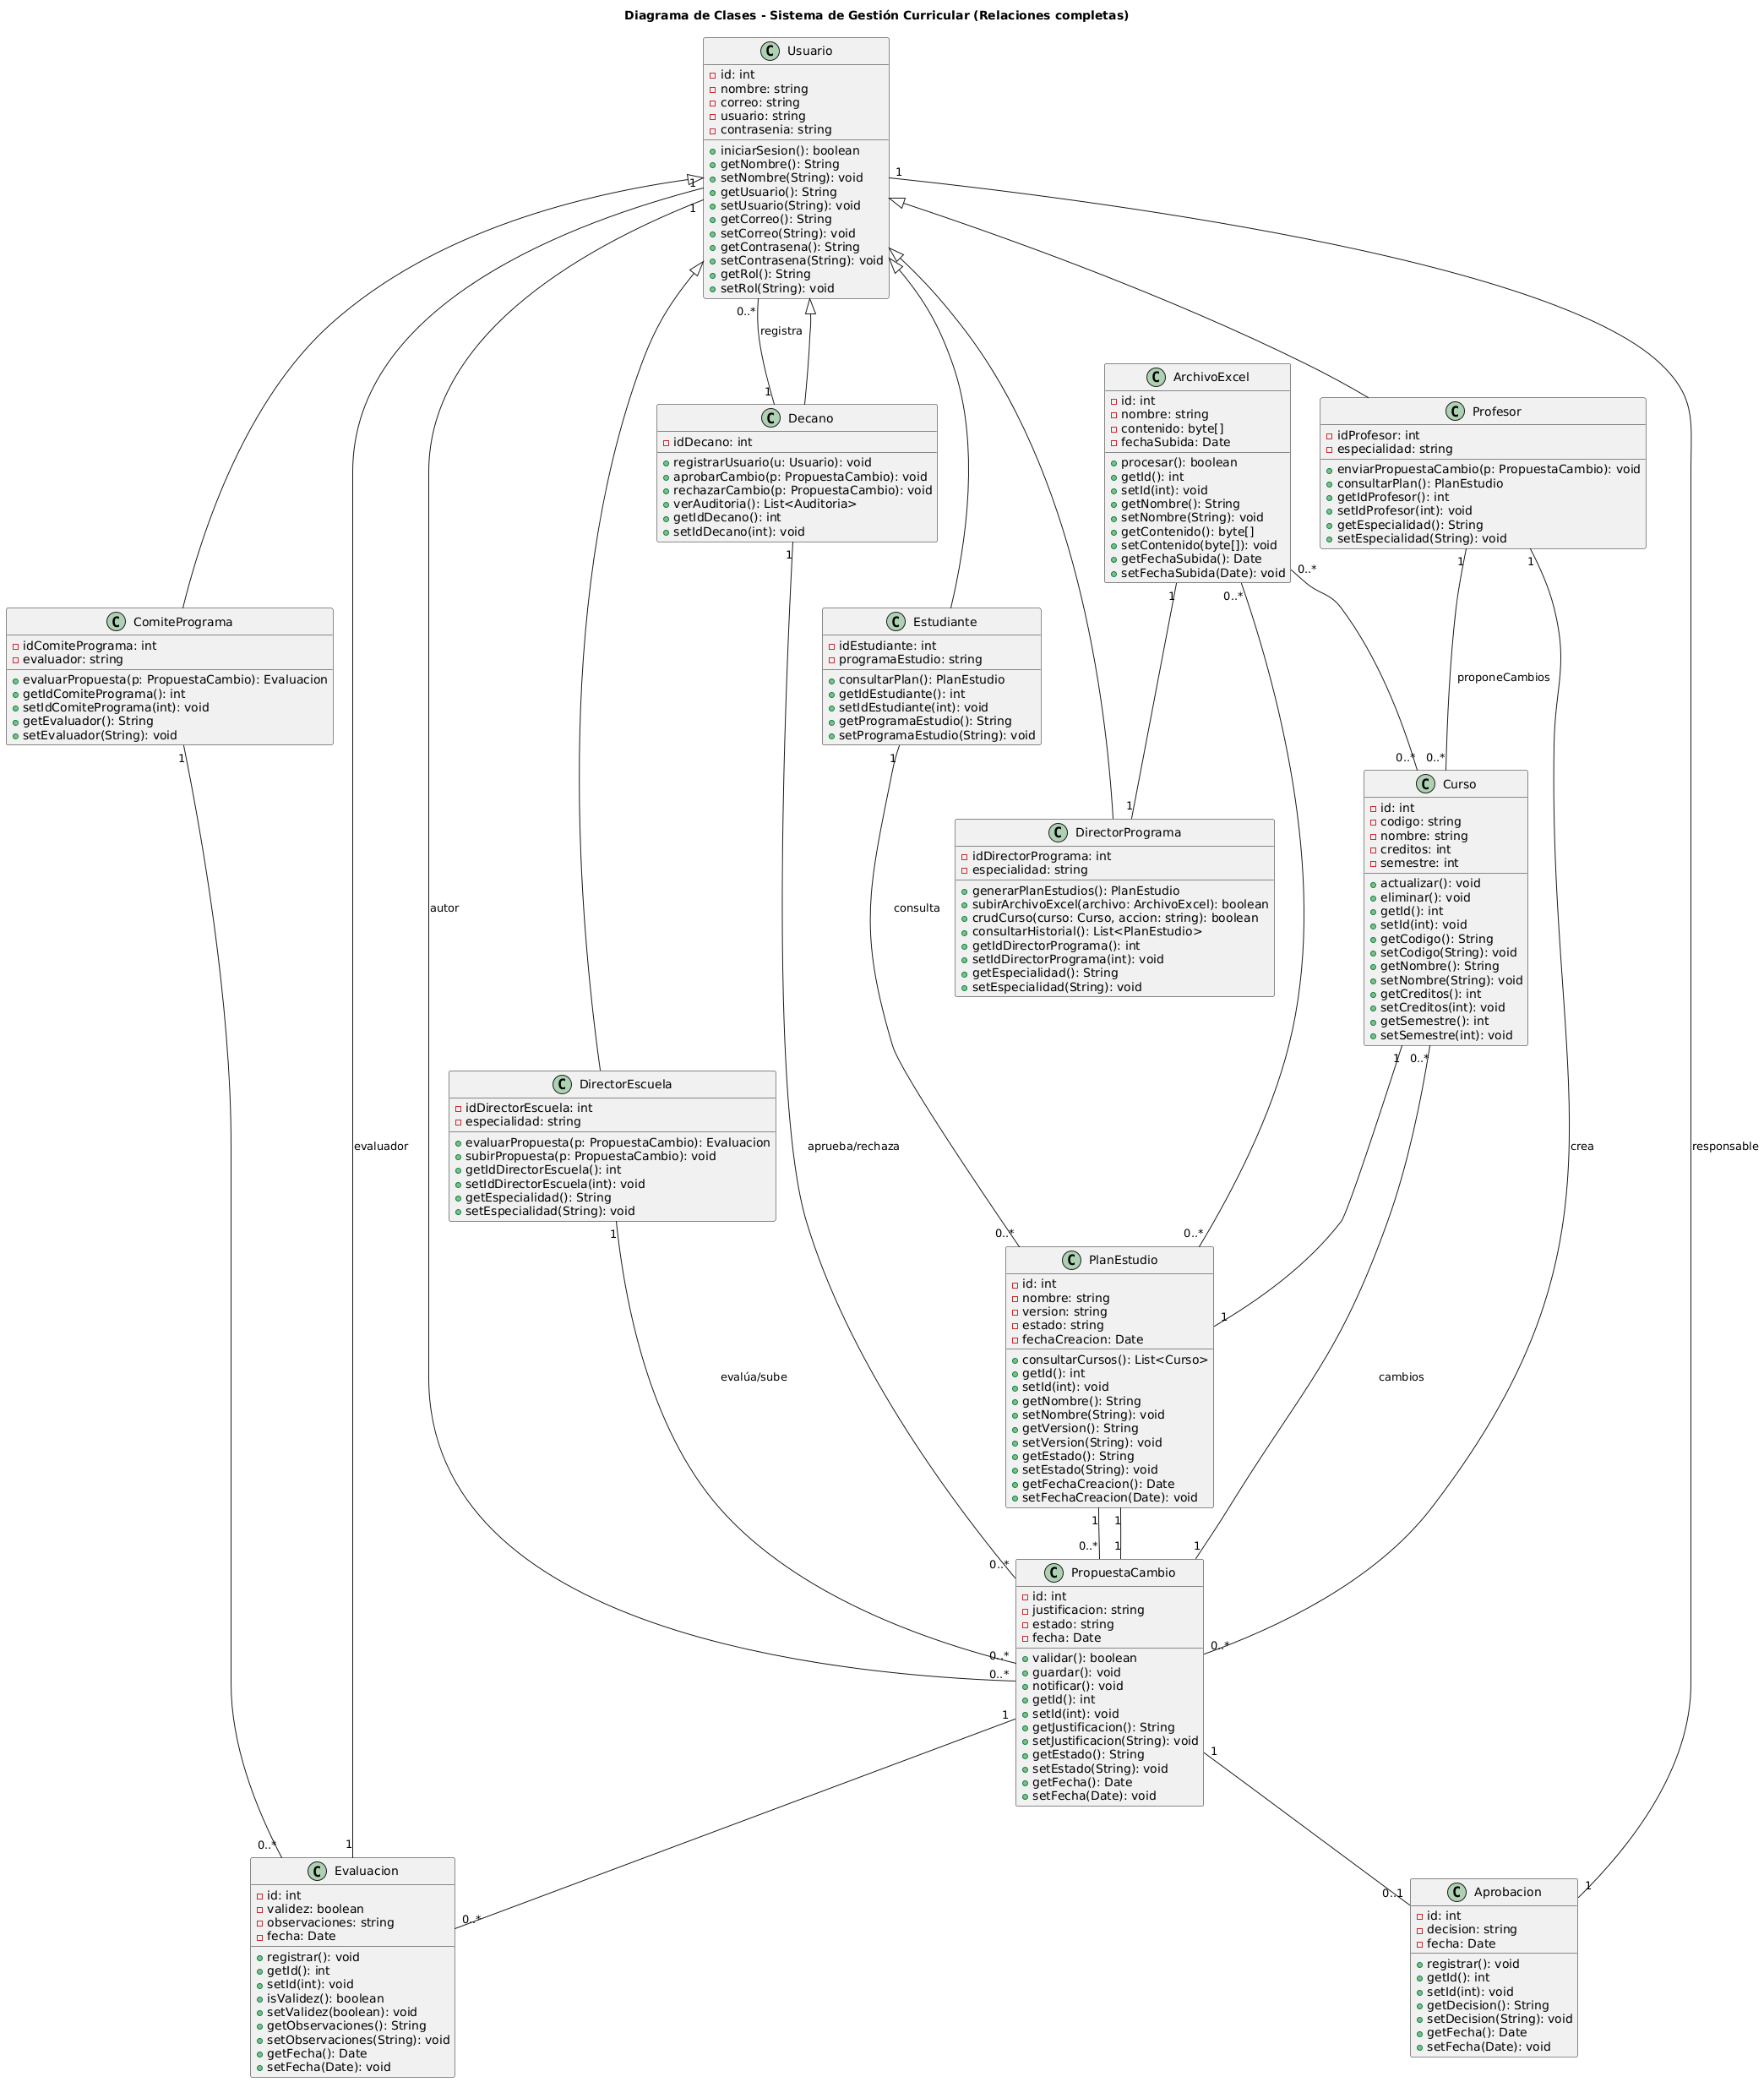 Diagrama de Clases - Sistema de Gestión Curricular (Relaciones completas)
C Usuario
id: int
nombre: string
correo: string
usuario: string
contrasenia: string
iniciarSesion(): boolean
getNombre(): String
setNombre(String): void
getUsuario(): String
setUsuario(String): void
getCorreo(): String
setCorreo(String): void
getContrasena(): String
setContrasena(String): void
getRol(): String
setRol(String): void
1
1
1
0..*
registra
1
C Decano
idDecano: int
registrarUsuario(u: Usuario): void
aprobarCambio(p: PropuestaCambio): void
rechazarCambio(p: PropuestaCambio): void
verAuditoria(): List<Auditoria>
getIdDecano(): int
setIdDecano(int): void
1
C ArchivoExcel
id: int
nombre: string
contenido: byte[]
fechaSubida: Date
procesar(): boolean
getId(): int
setId(int): void
getNombre(): String
setNombre(String): void
getContenido(): byte[]
setContenido(byte[]): void
getFechaSubida(): Date
setFechaSubida(Date): void
0..*
1
0..*
C Profesor
idProfesor: int
especialidad: string
enviarPropuestaCambio(p: PropuestaCambio): void
consultarPlan(): PlanEstudio
getIdProfesor(): int
setIdProfesor(int): void
getEspecialidad(): String
setEspecialidad(String): void
1
1
proponeCambios
0..*
0..*
C ComitePrograma
idComitePrograma: int
evaluador: string
evaluarPropuesta(p: PropuestaCambio): Evaluacion
getIdComitePrograma(): int
setIdComitePrograma(int): void
getEvaluador(): String
setEvaluador(String): void
1
C Estudiante
idEstudiante: int
programaEstudio: string
consultarPlan(): PlanEstudio
getIdEstudiante(): int
setIdEstudiante(int): void
getProgramaEstudio(): String
setProgramaEstudio(String): void
1
1
C DirectorPrograma
idDirectorPrograma: int
especialidad: string
generarPlanEstudios(): PlanEstudio
subirArchivoExcel(archivo: ArchivoExcel): boolean
crudCurso(curso: Curso, accion: string): boolean
consultarHistorial(): List<PlanEstudio>
getIdDirectorPrograma(): int
setIdDirectorPrograma(int): void
getEspecialidad(): String
setEspecialidad(String): void
C Curso
id: int
codigo: string
nombre: string
creditos: int
semestre: int
actualizar(): void
eliminar(): void
getId(): int
setId(int): void
getCodigo(): String
setCodigo(String): void
getNombre(): String
setNombre(String): void
getCreditos(): int
setCreditos(int): void
getSemestre(): int
setSemestre(int): void
1
0..*
autor
consulta
C DirectorEscuela
idDirectorEscuela: int
especialidad: string
evaluarPropuesta(p: PropuestaCambio): Evaluacion
subirPropuesta(p: PropuestaCambio): void
getIdDirectorEscuela(): int
setIdDirectorEscuela(int): void
getEspecialidad(): String
setEspecialidad(String): void
1
evaluador
aprueba/rechaza
crea
responsable
0..*
0..*
C PlanEstudio
id: int
nombre: string
version: string
estado: string
fechaCreacion: Date
consultarCursos(): List<Curso>
getId(): int
setId(int): void
getNombre(): String
setNombre(String): void
getVersion(): String
setVersion(String): void
getEstado(): String
setEstado(String): void
getFechaCreacion(): Date
setFechaCreacion(Date): void
1
evalúa/sube
cambios
1
1
0..*
1
1
0..*
C PropuestaCambio
id: int
justificacion: string
estado: string
fecha: Date
validar(): boolean
guardar(): void
notificar(): void
getId(): int
setId(int): void
getJustificacion(): String
setJustificacion(String): void
getEstado(): String
setEstado(String): void
getFecha(): Date
setFecha(Date): void
0..*
0..*
0..*
1
1
0..*
1
C Evaluacion
id: int
validez: boolean
observaciones: string
fecha: Date
registrar(): void
getId(): int
setId(int): void
isValidez(): boolean
setValidez(boolean): void
getObservaciones(): String
setObservaciones(String): void
getFecha(): Date
setFecha(Date): void
0..*
0..1
1
C Aprobacion
id: int
decision: string
fecha: Date
registrar(): void
getId(): int
setId(int): void
getDecision(): String
setDecision(String): void
getFecha(): Date
setFecha(Date): void